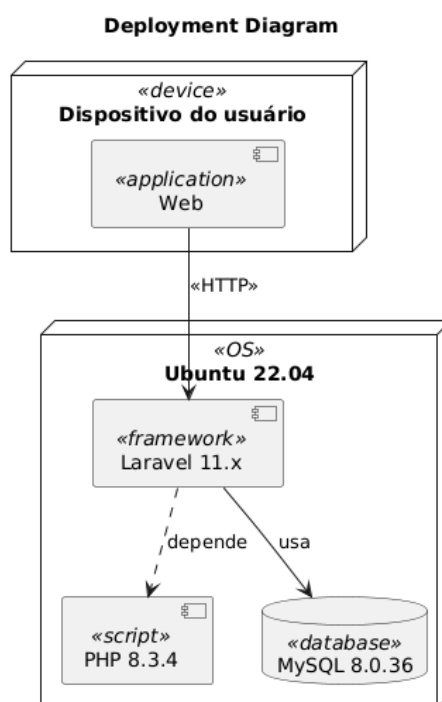 Deployment Diagram
«device»
Dispositivo do usuário
«application»
Web
«HTTP»
«OS»
Ubuntu 22.04
«framework»
Laravel 11.x
depende
usa
«script»
PHP 8.3.4
«database»
MySQL 8.0.36